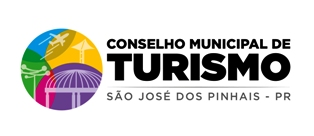 CONSELHO MUNICIPAL DE
TURISMO
SÃO JOSÉ DOS PINHAIS - PR